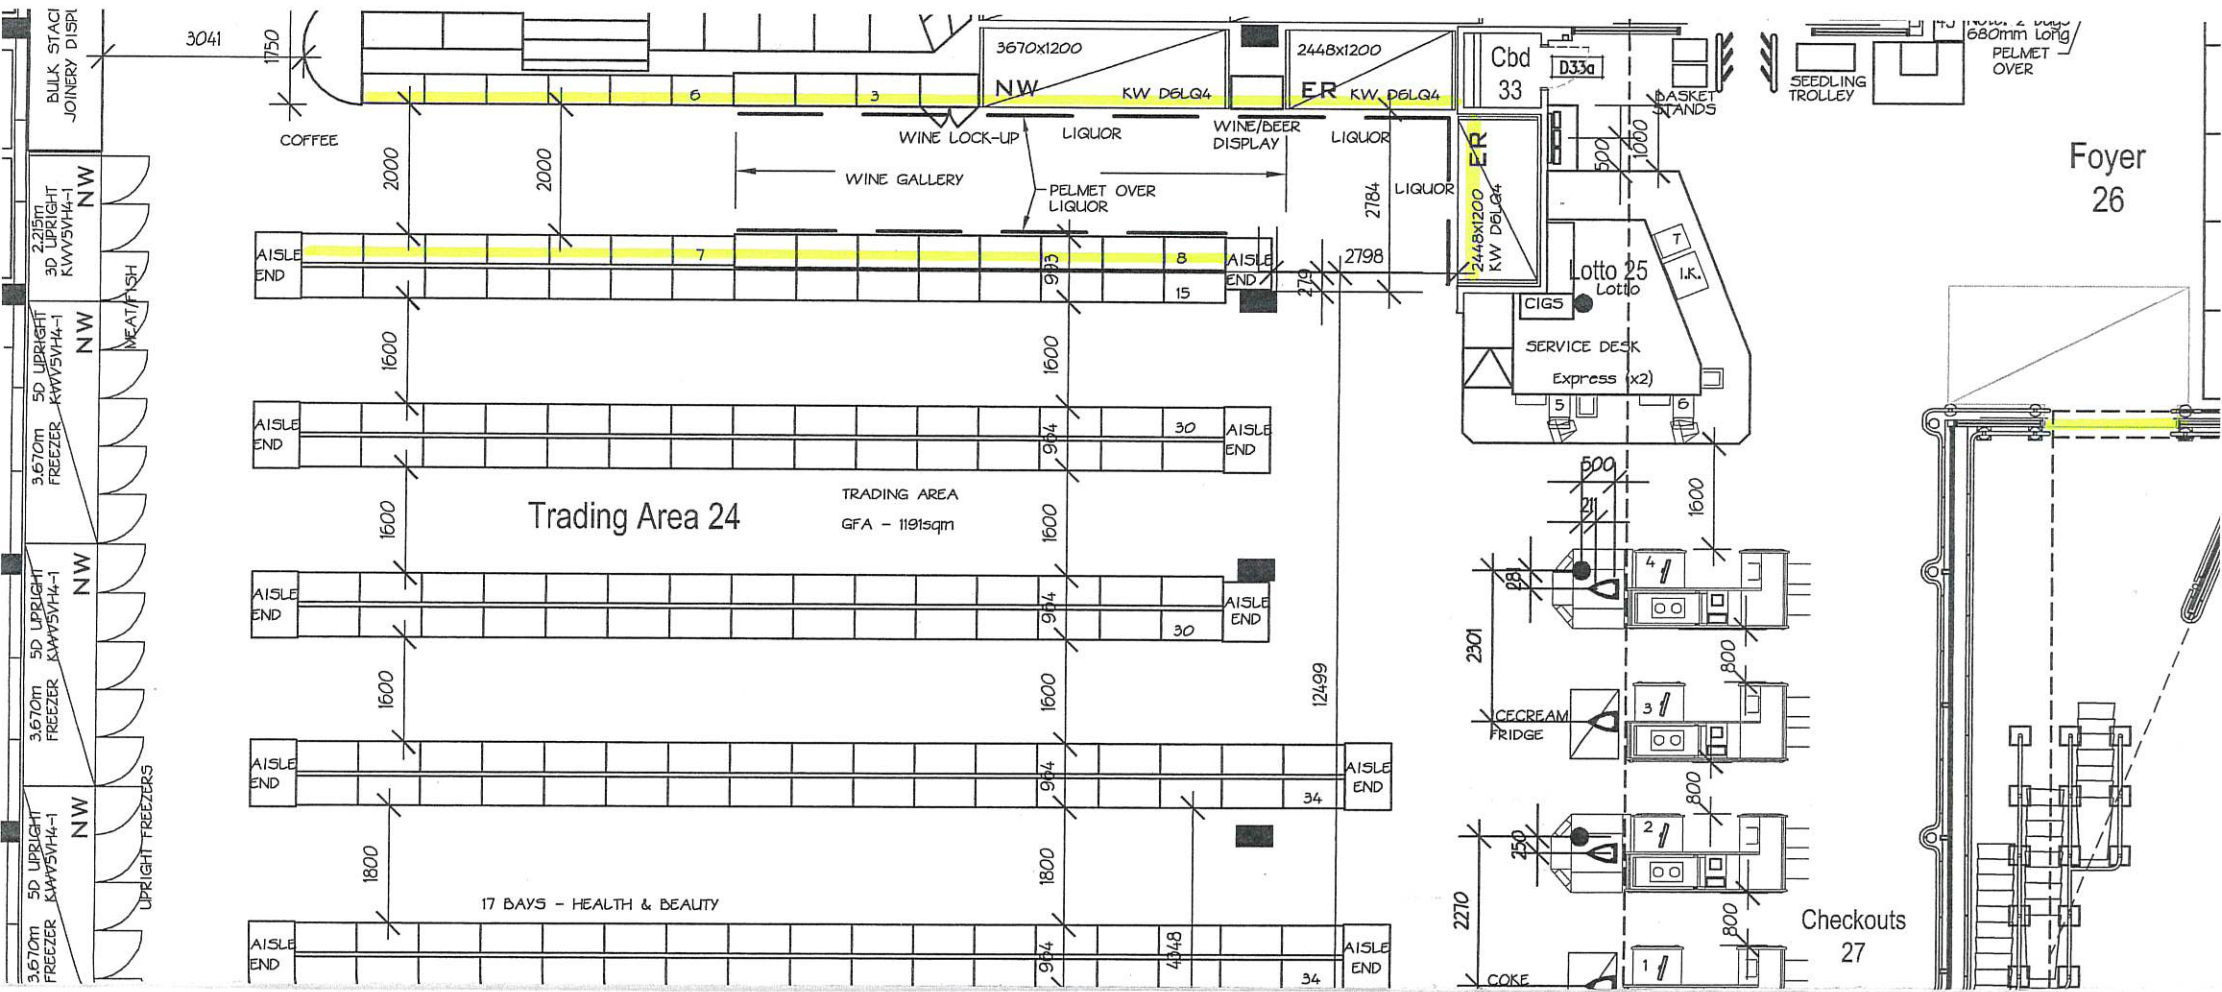 BULK STAC
JOINERY DISPL
3041
1750
3670x1200
NW
KW D6LQ4
2448x1200
ER
KW D6LQ4
Cbd
33
D33a
BASKET
STANDS
SEEDLING
TROLLEY
680mm long
PELMET
OVER
Foyer
26
6
3
COFFEE
WINE LOCK-UP
LIQUOR
WINE/BEER
DISPLAY
LIQUOR
2000
2000
WINE GALLERY
PELMET OVER
LIQUOR
2784
LIQUOR
ER
2448x1200
KW D6LQ4
500
1000
NW
2.215m
3D UPRIGHT
KWV5VH4-1
MEAT/FISH
AISLE
END
7
993
8
15
AISLE
END
279
2798
Lotto 25
Lotto
T
I.K.
CIGS
SERVICE DESK
Express (x2)
5
6
NW
3.670m 5D UPRIGHT
FREEZER KWV5VH4-1
1600
1600
AISLE
END
964
30
AISLE
END
Trading Area 24
TRADING AREA
GFA - 1191sqm
1600
1600
500
211
1600
NW
3.670m 5D UPRIGHT
FREEZER KWV5VH4-1
AISLE
END
964
30
AISLE
END
281
4
2301
800
1600
1600
12499
3
FRIDGE
800
AISLE
END
964
34
AISLE
END
NW
3.670m 5D UPRIGHT
FREEZER KWV5VH4-1
UPRIGHT FREEZERS
1800
1800
250
2
2270
800
17 BAYS - HEALTH & BEAUTY
AISLE
END
964
4048
34
AISLE
END
COKE
1
Checkouts
27